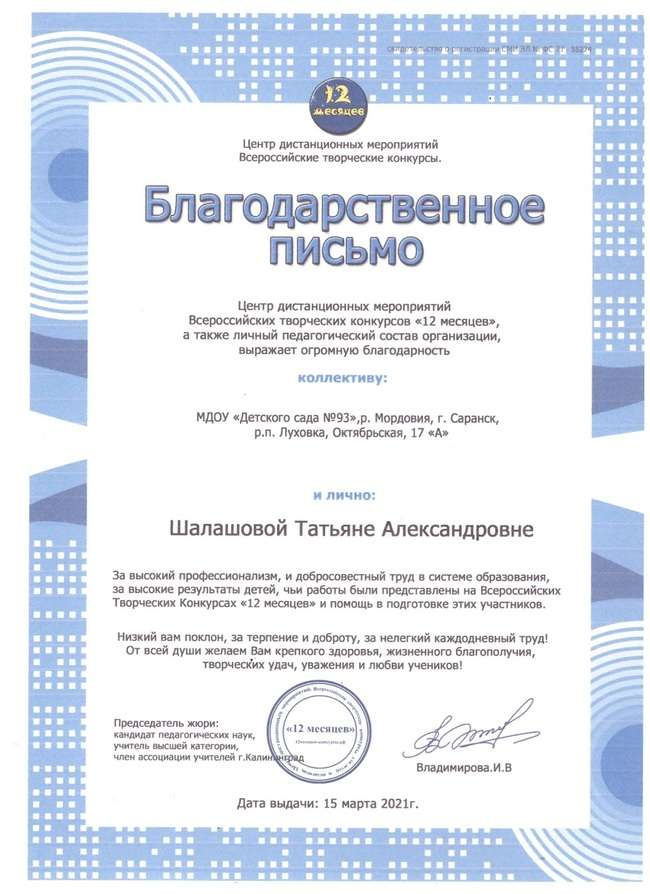 свидетельство о регистрации СМИ ЭЛ № ФС 77 - 55274
12
месяцев
Центр дистанционных мероприятий
Всероссийские творческие конкурсы.
Благодарственное
письмо
Центр дистанционных мероприятий
Всероссийских творческих конкурсов «12 месяцев»,
а также личный педагогический состав организации,
выражает огромную благодарность
коллективу:
МДОУ «Детского сада №93»,р. Мордовия, г. Саранск,
р.п. Луховка, Октябрьская, 17 «А»
и лично:
Шалашовой Татьяне Александровне
За высокий профессионализм, и добросовестный труд в системе образования,
за высокие результаты детей, чьи работы были представлены на Всероссийских
Творческих Конкурсах «12 месяцев» и помощь в подготовке этих участников.
Низкий вам поклон, за терпение и доброту, за нелегкий каждодневный труд!
От всей души желаем Вам крепкого здоровья, жизненного благополучия,
творческих удач, уважения и любви учеников!
Председатель жюри:
кандидат педагогических наук,
учитель высшей категории,
член ассоциации учителей г.Калининград
«12 месяцев»
Владимирова.И.В
Дата выдачи: 15 марта 2021г.